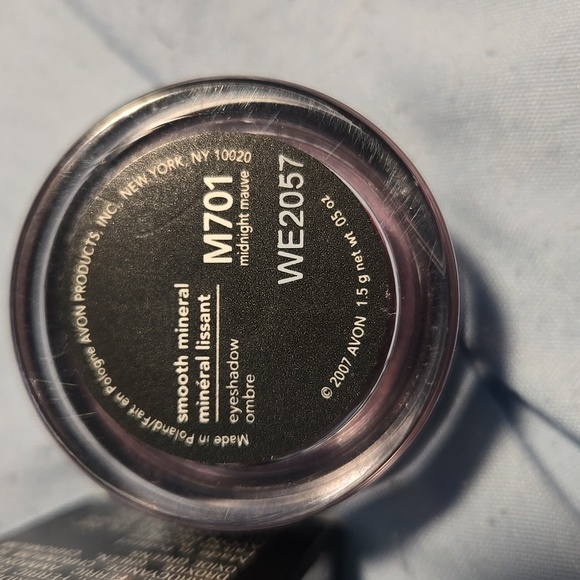 smooth mineral
minéral lissant
eyeshadow
ombre
M701
midnight mauve
WE2057
Made in Poland/Fait en Pologne AVON PRODUCTS, INC. NEW YORK, NY 10020
© 2007 AVON 1.5 g net wt .05 oz